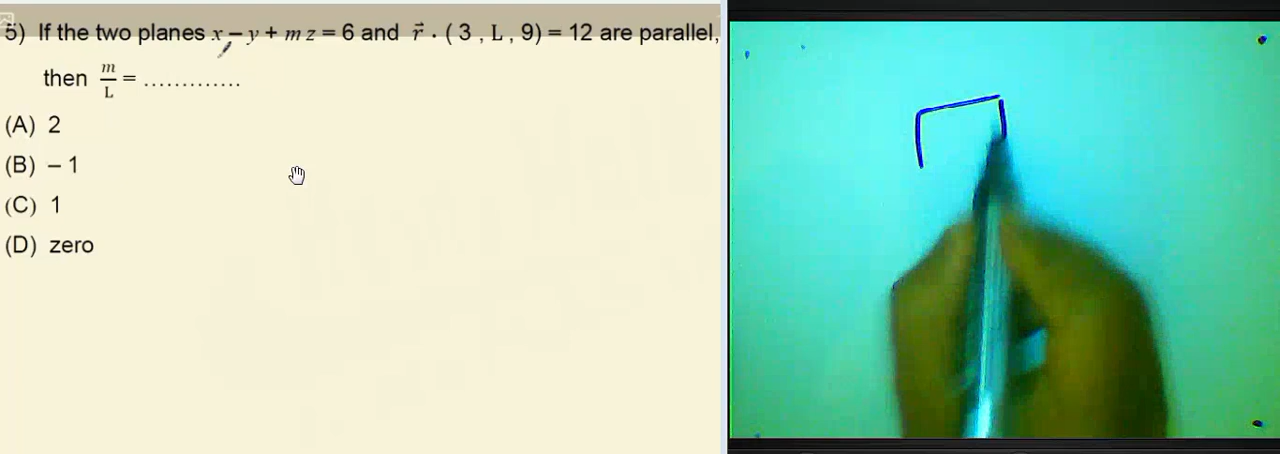 5) If the two planes x − y + m z = 6 and r⃗ . ( 3 , L , 9) = 12 are parallel,
then m/L = .............
(A) 2
(B) – 1
(C) 1
(D) zero